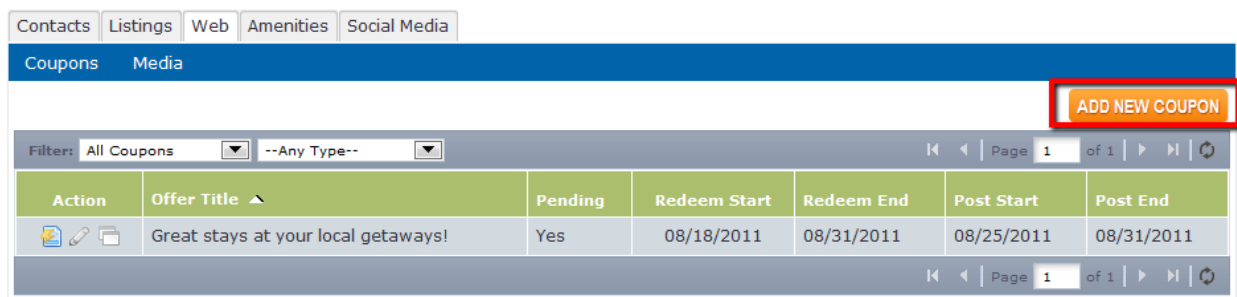 Contacts Listings Web Amenities Social Media
Coupons Media
ADD NEW COUPON
Filter: All Coupons --Any Type-- Page 1 of 1
Action Offer Title Pending Redeem Start Redeem End Post Start Post End
Great stays at your local getaways! Yes 08/18/2011 08/31/2011 08/25/2011 08/31/2011
Page 1 of 1